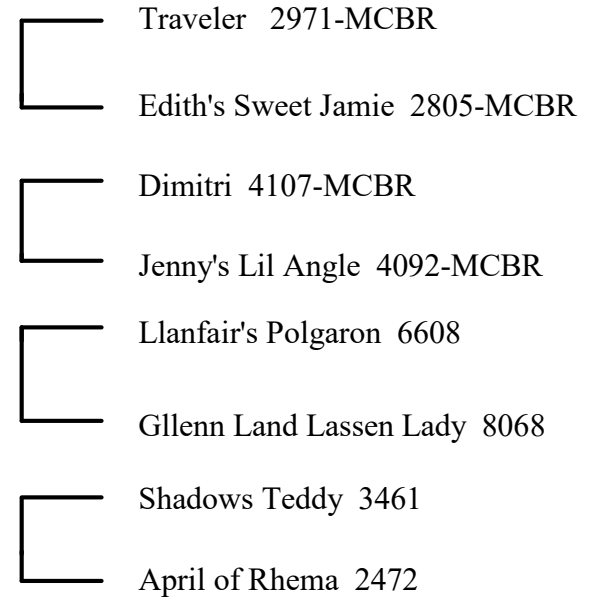 Traveler 2971-MCBR
Edith's Sweet Jamie 2805-MCBR
Dimitri 4107-MCBR
Jenny's Lil Angle 4092-MCBR
Llanfair's Polgaron 6608
Gllenn Land Lassen Lady 8068
Shadows Teddy 3461
April of Rhema 2472